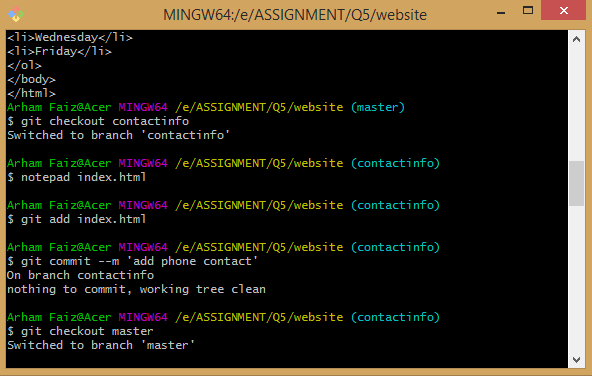 MINGW64:/e/ASSIGNMENT/Q5/website
<li>Wednesday</li>
<li>Friday</li>
</ol>
</body>
</html>
Arham Faiz@Acer MINGW64 /e/ASSIGNMENT/Q5/website (master)
$ git checkout contactinfo
Switched to branch 'contactinfo'
Arham Faiz@Acer MINGW64 /e/ASSIGNMENT/Q5/website (contactinfo)
$ notepad index.html
Arham Faiz@Acer MINGW64 /e/ASSIGNMENT/Q5/website (contactinfo)
$ git add index.html
Arham Faiz@Acer MINGW64 /e/ASSIGNMENT/Q5/website (contactinfo)
$ git commit --m 'add phone contact'
On branch contactinfo
nothing to commit, working tree clean
Arham Faiz@Acer MINGW64 /e/ASSIGNMENT/Q5/website (contactinfo)
$ git checkout master
Switched to branch 'master'